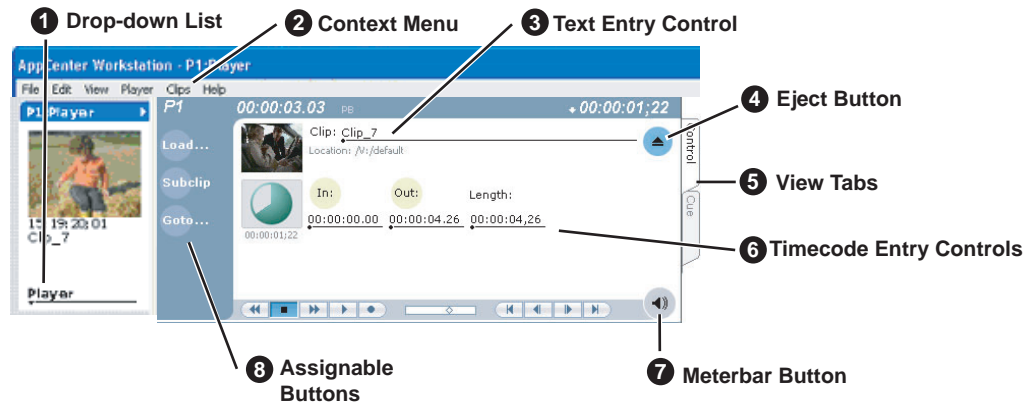 1 Drop-down List
2 Context Menu
3 Text Entry Control
AppCenter Workstation - P1:Player
File Edit View Player Clips Help
P1:Player
P1 00:00:03.03 PB + 00:00:01;22
4 Eject Button
Load...
Clip: Clip_7
Location: /V:/default
Control
Subclip
5 View Tabs
In: Out: Length:
Cue
Goto...
00:00:00.00 00:00:04.26 00:00:04,26
00:00:01;22
19:20:01
Clip_7
6 Timecode Entry Controls
Player
8 Assignable
Buttons
7 Meterbar Button